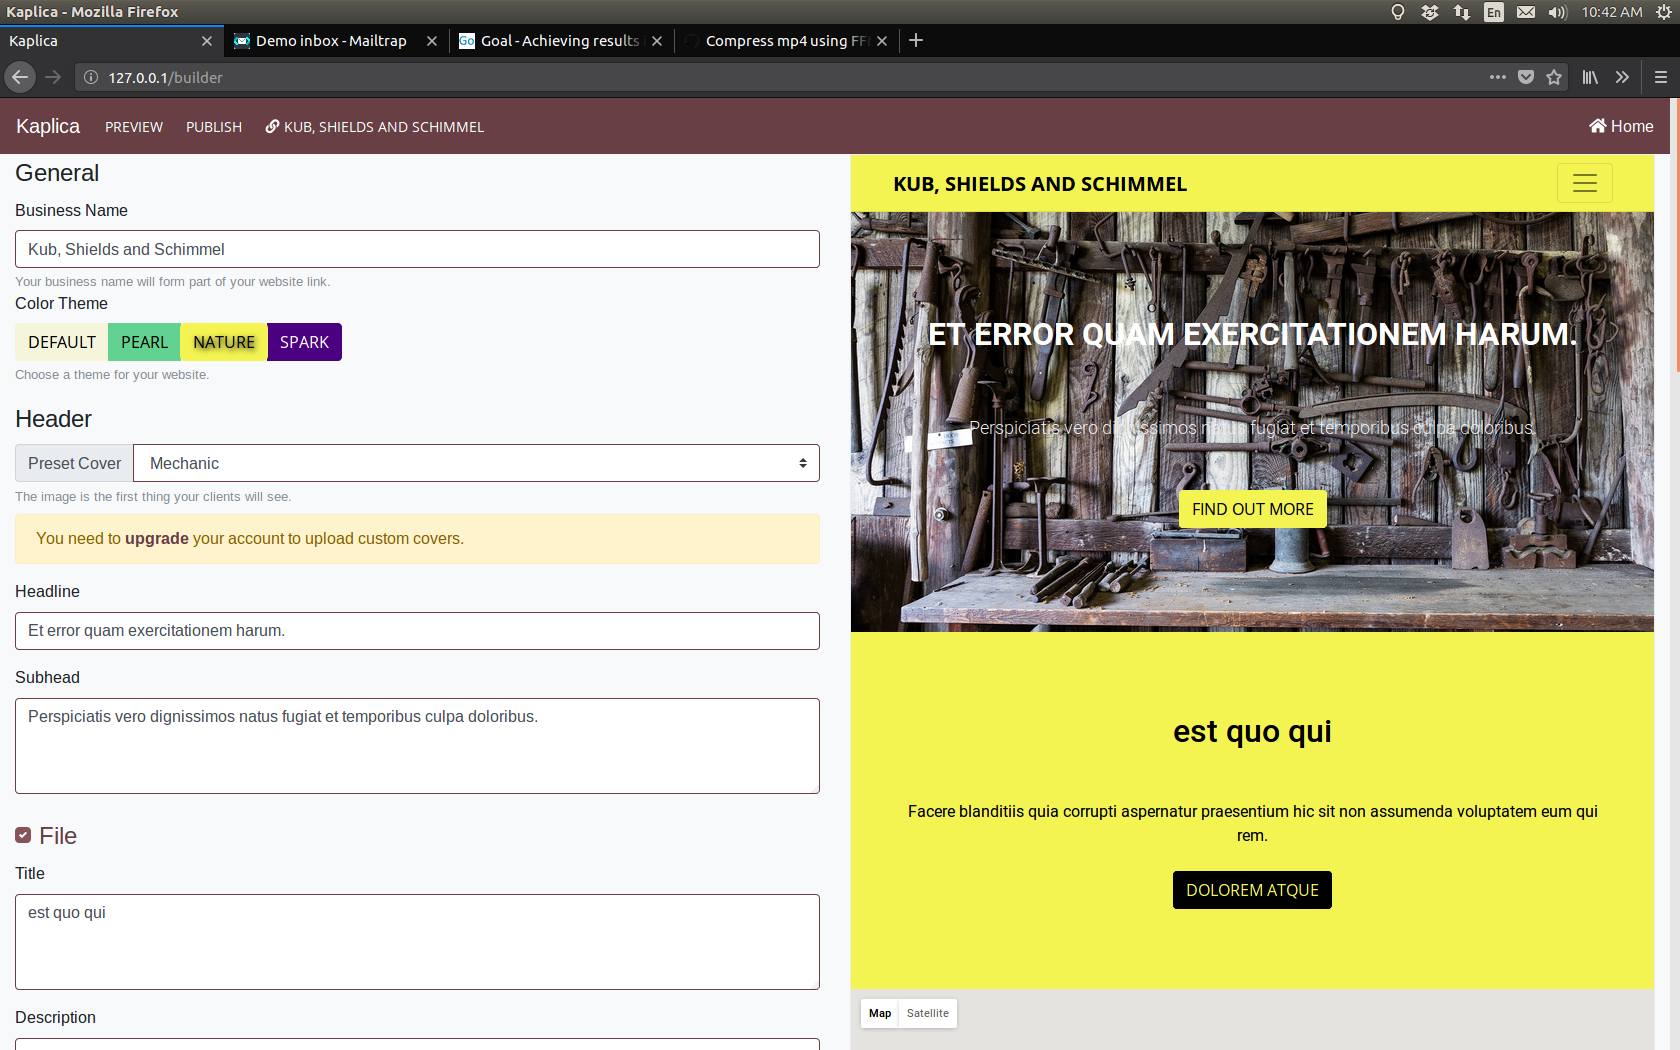 Kaplica - Mozilla Firefox
En
10:42 AM
Kaplica
Demo inbox - Mailtrap
Go
Goal - Achieving results
Compress mp4 using FF
127.0.0.1/builder
Kaplica
PREVIEW
PUBLISH
KUB, SHIELDS AND SCHIMMEL
Home
General
Business Name
Kub, Shields and Schimmel
Your business name will form part of your website link.
Color Theme
DEFAULT
PEARL
NATURE
SPARK
Choose a theme for your website.
Header
Preset Cover
Mechanic
The image is the first thing your clients will see.
You need to upgrade your account to upload custom covers.
Headline
Et error quam exercitationem harum.
Subhead
Perspiciatis vero dignissimos natus fugiat et temporibus culpa doloribus.
File
Title
est quo qui
Description
KUB, SHIELDS AND SCHIMMEL
ET ERROR QUAM EXERCITATIONEM HARUM.
Perspiciatis vero dignissimos natus fugiat et temporibus culpa doloribus.
FIND OUT MORE
est quo qui
Facere blanditiis quia corrupti aspernatur praesentium hic sit non assumenda voluptatem eum qui
rem.
DOLOREM ATQUE
Map
Satellite